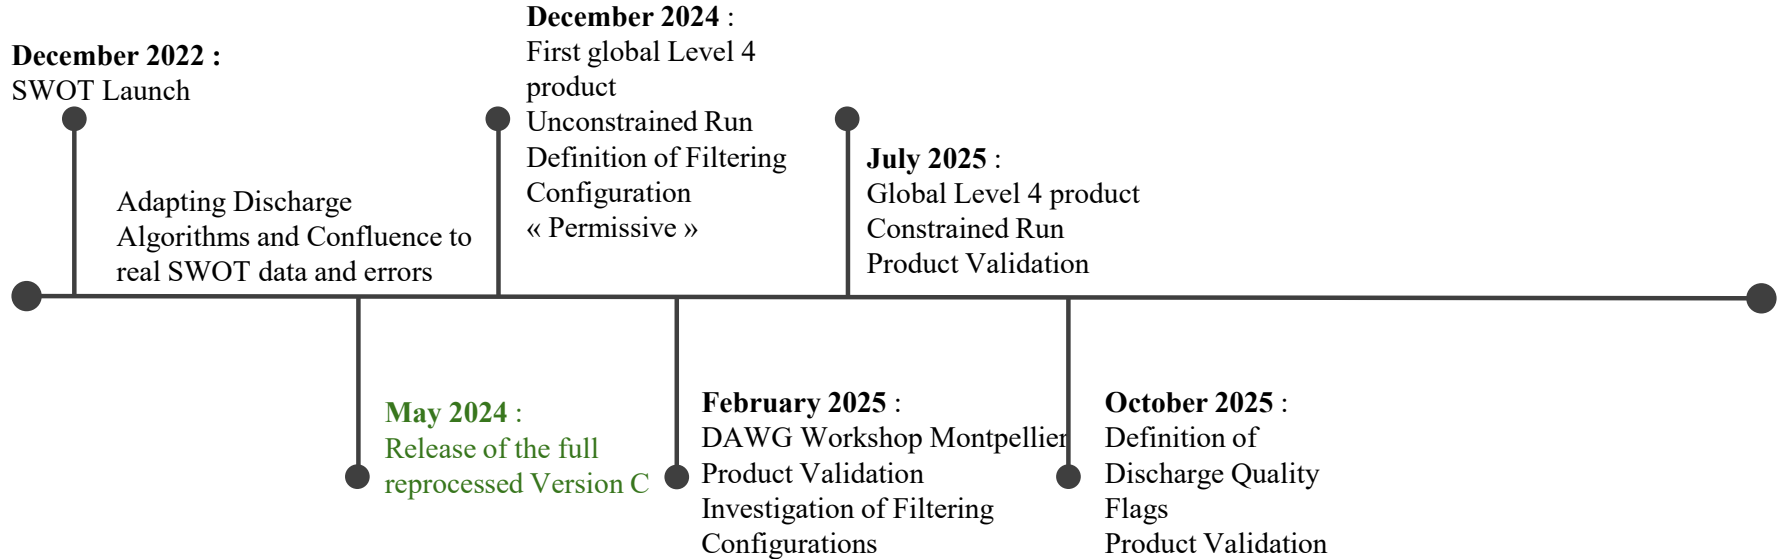 December 2022 :
SWOT Launch
Adapting Discharge
Algorithms and Confluence to
real SWOT data and errors
May 2024 :
Release of the full
reprocessed Version C
December 2024 :
First global Level 4
product
Unconstrained Run
Definition of Filtering
Configuration
« Permissive »
February 2025 :
DAWG Workshop Montpellier
Product Validation
Investigation of Filtering
Configurations
July 2025 :
Global Level 4 product
Constrained Run
Product Validation
October 2025 :
Definition of
Discharge Quality
Flags
Product Validation